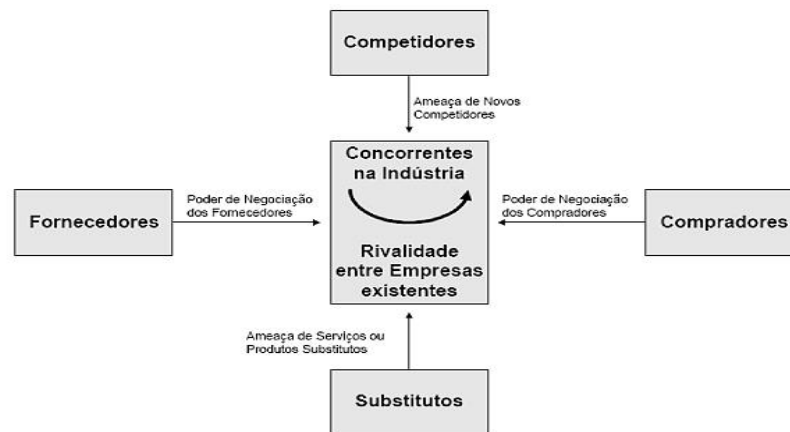 Competidores
Ameaça de Novos
Competidores
Concorrentes
na Indústria
Fornecedores
Poder de Negociação
dos Fornecedores
Poder de Negociação
dos Compradores
Compradores
Rivalidade
entre Empresas
existentes
Ameaça de Serviços ou
Produtos Substitutos
Substitutos